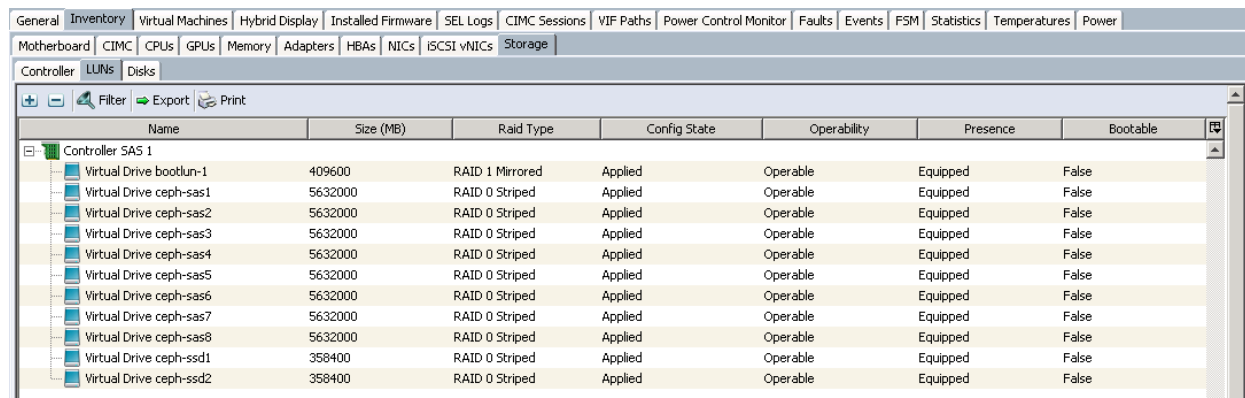 General Inventory Virtual Machines Hybrid Display Installed Firmware SEL Logs CIMC Sessions VIF Paths Power Control Monitor Faults Events FSM Statistics Temperatures Power
Motherboard CIMC CPUs GPUs Memory Adapters HBAs NICs iSCSI vNICs Storage
Controller LUNs Disks
Filter Export Print
Name Size (MB) Raid Type Config State Operability Presence Bootable
Controller SAS 1
Virtual Drive bootlun-1 409600 RAID 1 Mirrored Applied Operable Equipped False
Virtual Drive ceph-sas1 5632000 RAID 0 Striped Applied Operable Equipped False
Virtual Drive ceph-sas2 5632000 RAID 0 Striped Applied Operable Equipped False
Virtual Drive ceph-sas3 5632000 RAID 0 Striped Applied Operable Equipped False
Virtual Drive ceph-sas4 5632000 RAID 0 Striped Applied Operable Equipped False
Virtual Drive ceph-sas5 5632000 RAID 0 Striped Applied Operable Equipped False
Virtual Drive ceph-sas6 5632000 RAID 0 Striped Applied Operable Equipped False
Virtual Drive ceph-sas7 5632000 RAID 0 Striped Applied Operable Equipped False
Virtual Drive ceph-sas8 5632000 RAID 0 Striped Applied Operable Equipped False
Virtual Drive ceph-ssd1 358400 RAID 0 Striped Applied Operable Equipped False
Virtual Drive ceph-ssd2 358400 RAID 0 Striped Applied Operable Equipped False